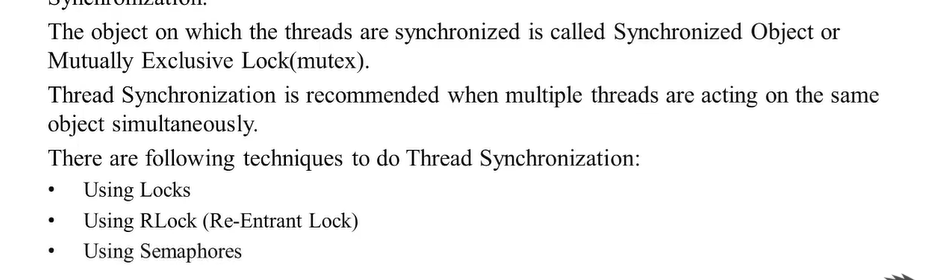 Synchronization.
The object on which the threads are synchronized is called Synchronized Object or
Mutually Exclusive Lock(mutex).
Thread Synchronization is recommended when multiple threads are acting on the same
object simultaneously.
There are following techniques to do Thread Synchronization:
• Using Locks
• Using RLock (Re-Entrant Lock)
• Using Semaphores